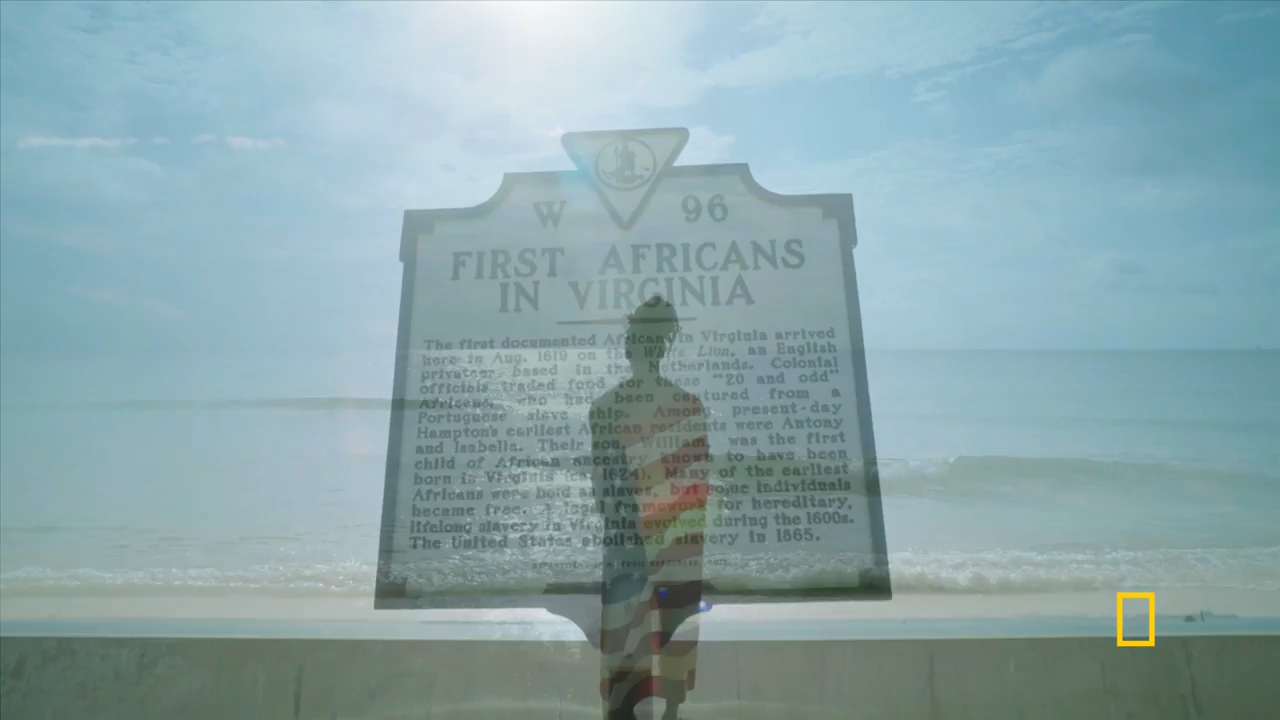 W 96
FIRST AFRICANS
IN VIRGINIA
The first documented Africans in Virginia arrived
here in Aug. 1619 on the White Lion, an English
privateer based in the Netherlands. Colonial
officials traded food for these "20 and odd"
Africans, who had been captured from a
Portuguese slave ship. Among present-day
Hampton's earliest African residents were Antony
and Isabella. Their son, William, was the first
child of African ancestry known to have been
born in Virginia (ca. 1624). Many of the earliest
Africans were held as slaves, but some individuals
became free. A legal framework for hereditary,
lifelong slavery in Virginia evolved during the 1600s.
The United States abolished slavery in 1865.